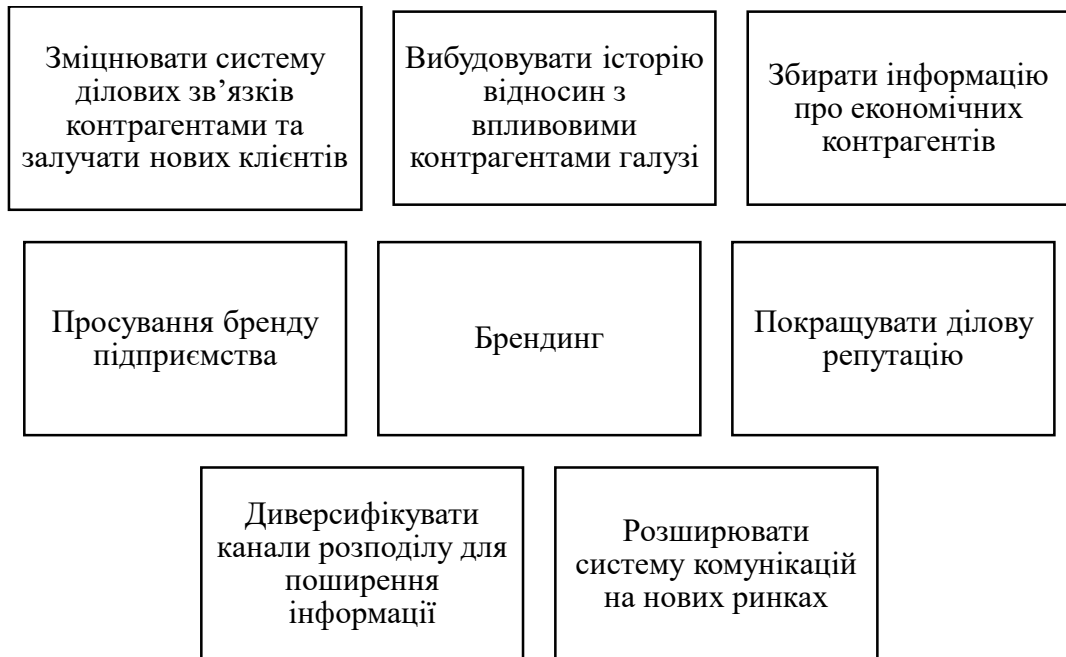 Зміцнювати систему
ділових зв’язків
контрагентами та
залучати нових клієнтів
Вибудовувати історію
відносин з
впливовими
контрагентами галузі
Збирати інформацію
про економічних
контрагентів
Просування бренду
підприємства
Брендинг
Покращувати ділову
репутацію
Диверсифікувати
канали розподілу для
поширення
інформації
Розширювати
систему комунікацій
на нових ринках